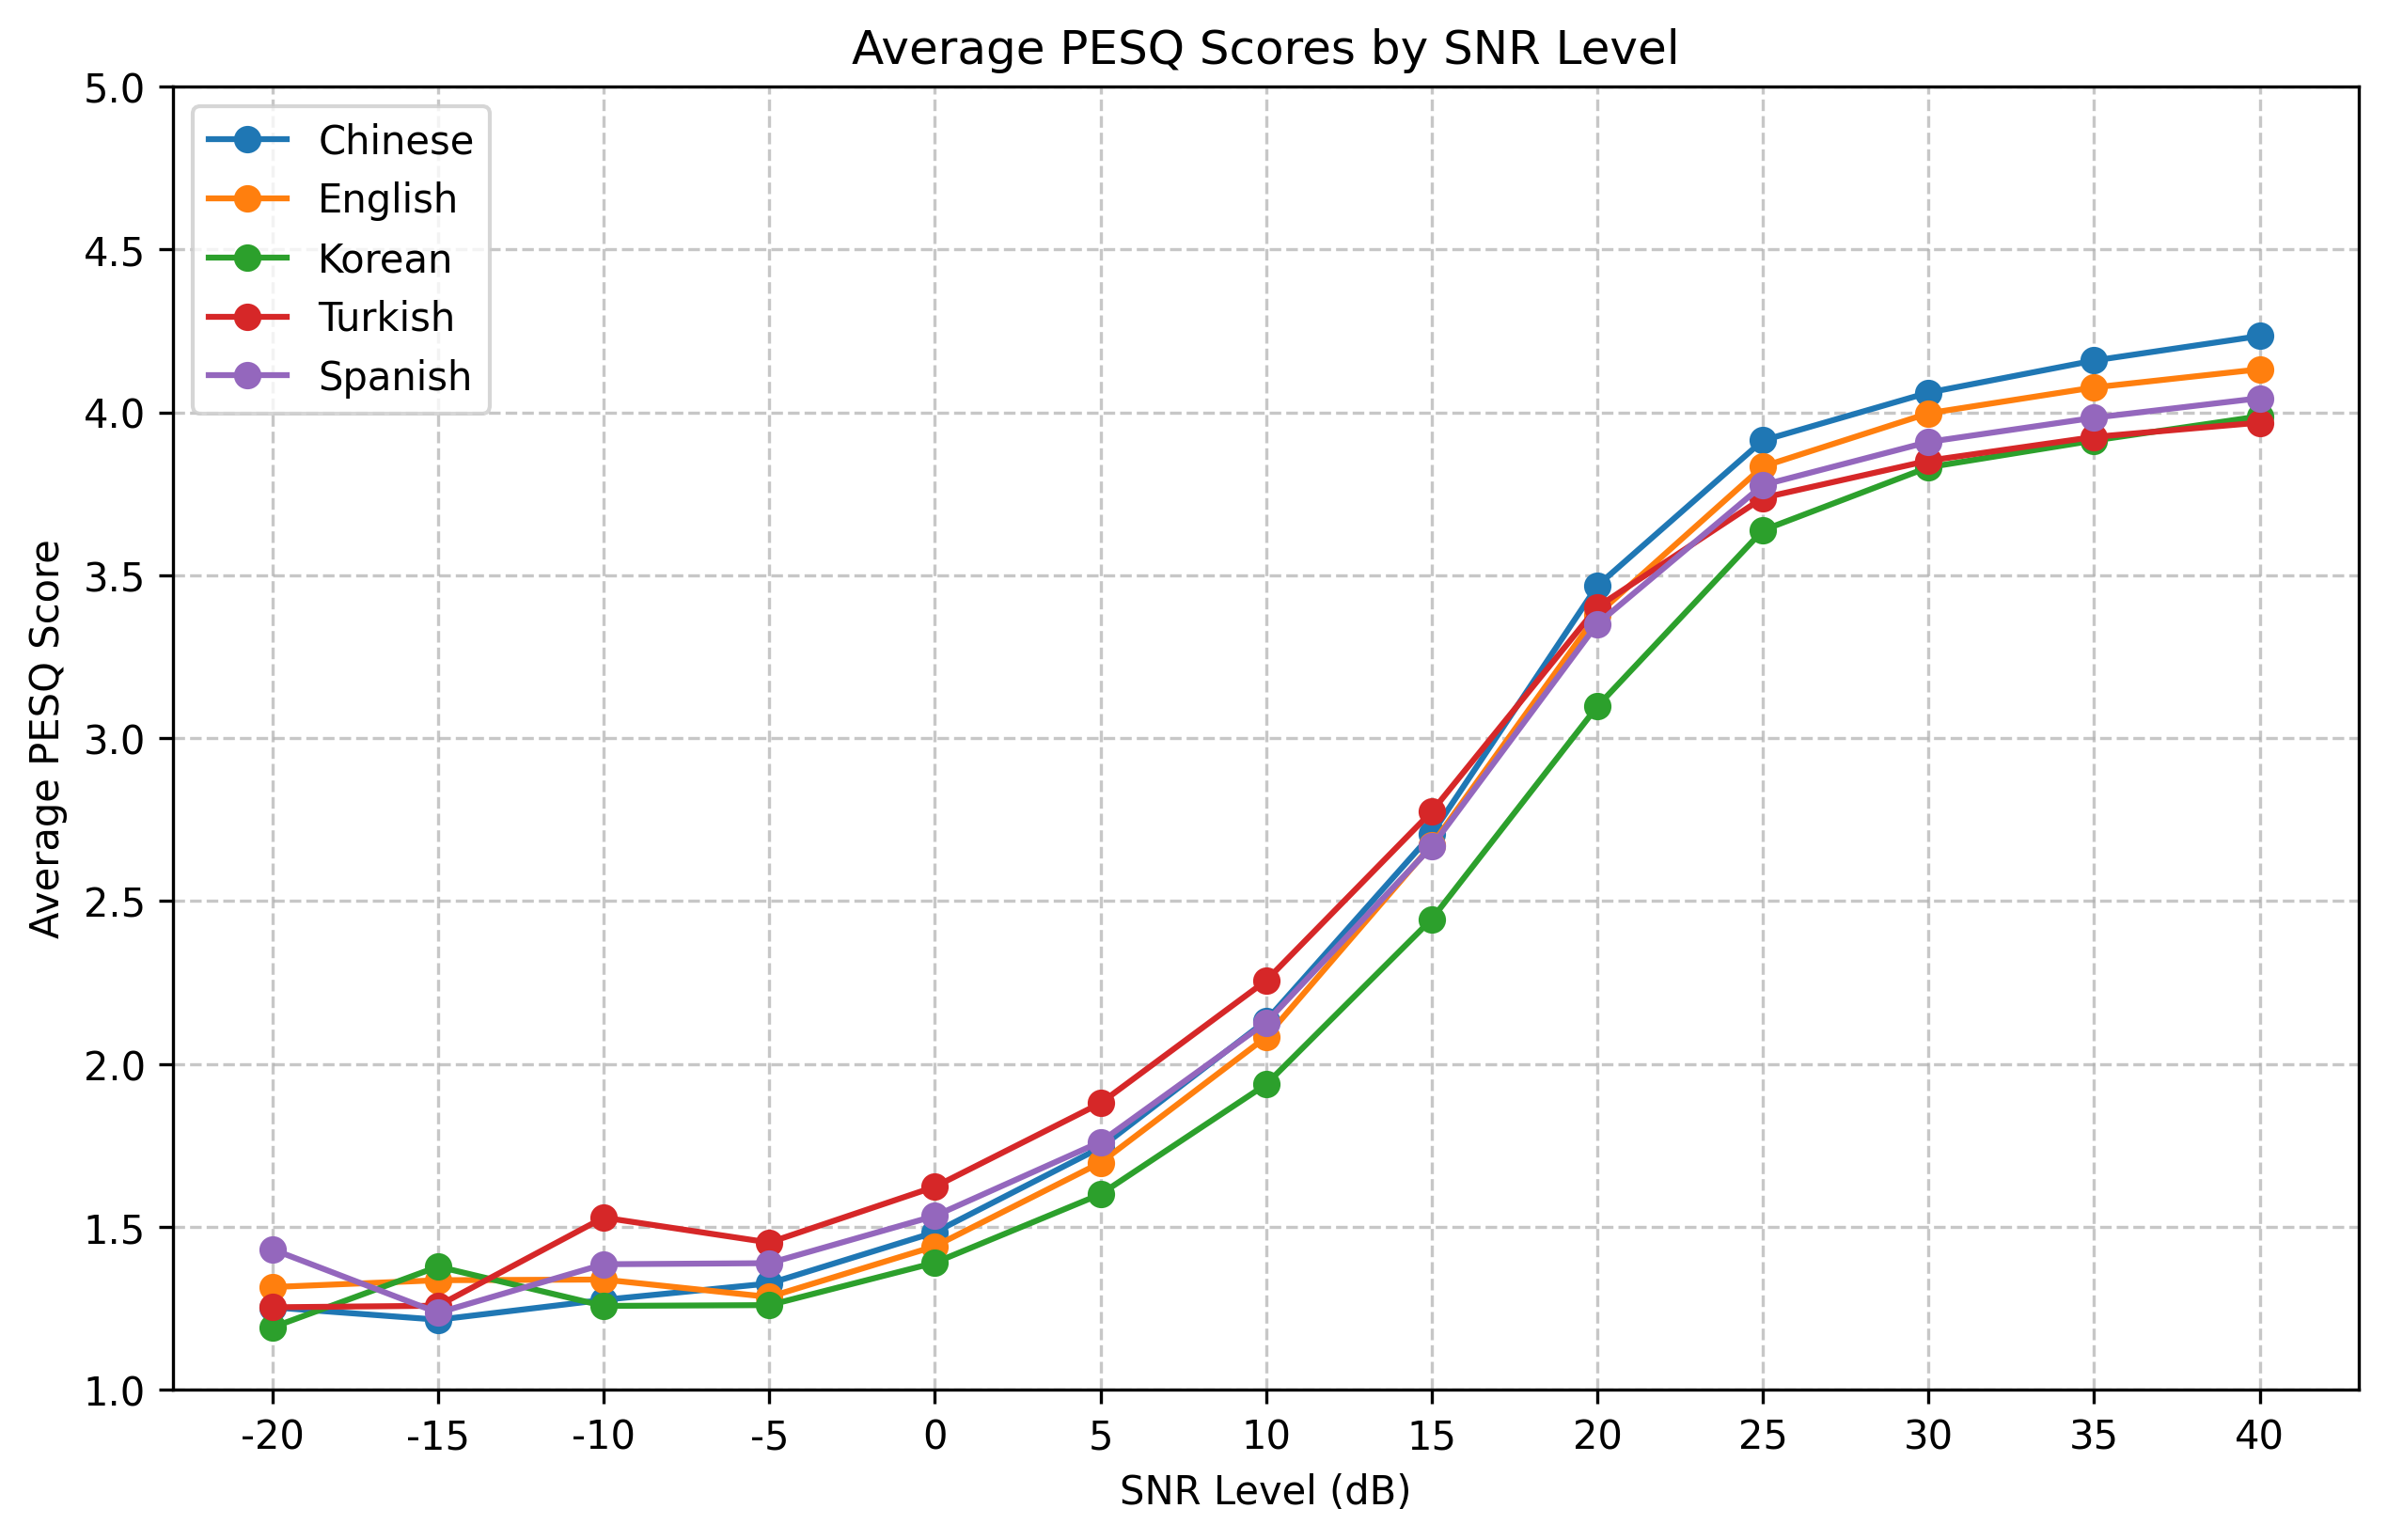 Average PESQ Scores by SNR Level
5.0
4.5
4.0
3.5
3.0
2.5
2.0
1.5
1.0
Average PESQ Score
Chinese
English
Korean
Turkish
Spanish
-20 -15 -10 -5 0 5 10 15 20 25 30 35 40
SNR Level (dB)